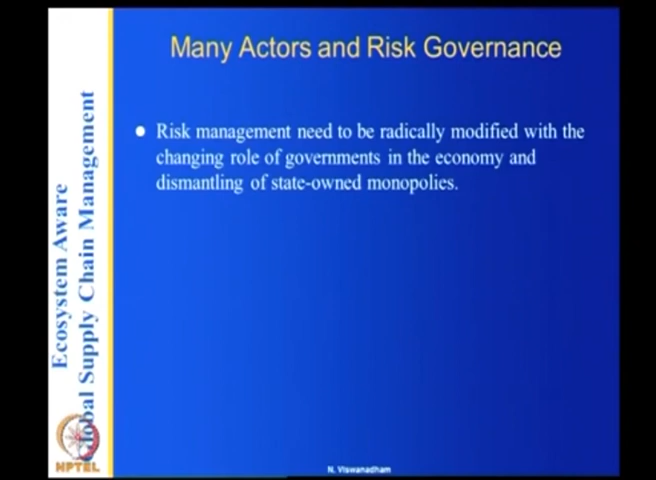 Many Actors and Risk Governance
Risk management need to be radically modified with the
changing role of governments in the economy and
dismantling of state-owned monopolies.
Ecosystem Aware
Global Supply Chain Management
NPTEL
N. Viswanadham